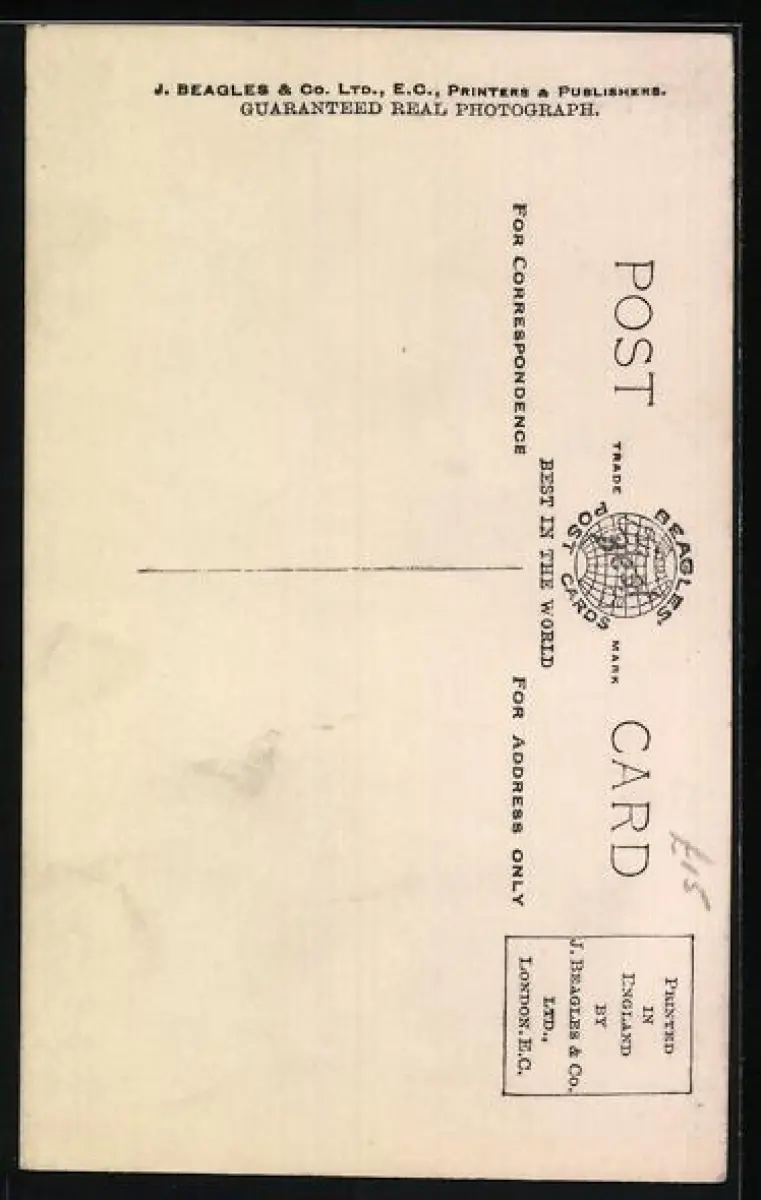 J. BEAGLES & CO. LTD., E.C., PRINTERS & PUBLISHERS.
GUARANTEED REAL PHOTOGRAPH.
POST CARD
TRADE MARK
BEAGLES'
POST CARDS
BEST IN THE WORLD
FOR CORRESPONDENCE
FOR ADDRESS ONLY
£15
PRINTED
IN
ENGLAND
BY
J. BEAGLES & CO.
LTD.,
LONDON. E.C.